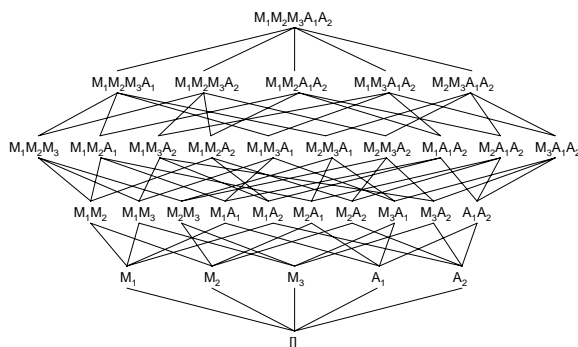 M₁M₂M₃A₁A₂
M₁M₂M₃A₁ M₁M₂M₃A₂ M₁M₂A₁A₂ M₁M₃A₁A₂ M₂M₃A₁A₂
M₁M₂M₃ M₁M₂A₁ M₁M₃A₂ M₁M₂A₂ M₁M₃A₁ M₂M₃A₁ M₂M₃A₂ M₁A₁A₂ M₂A₁A₂ M₃A₁A₂
M₁M₂ M₁M₃ M₂M₃ M₁A₁ M₁A₂ M₂A₁ M₂A₂ M₃A₁ M₃A₂ A₁A₂
M₁ M₂ M₃ A₁ A₂
[]